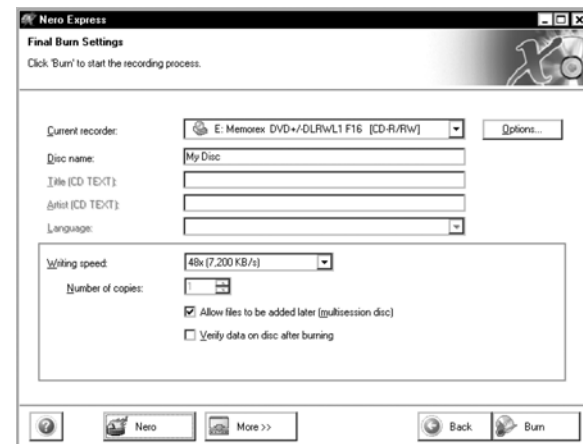 Nero Express
Final Burn Settings
Click 'Burn' to start the recording process.
Current recorder: E: Memorex DVD+/-DLRWL1 F16 [CD-R/RW] Options...
Disc name: My Disc
Title (CD TEXT):
Artist (CD TEXT):
Language:
Writing speed: 48x (7,200 KB/s)
Number of copies: 1
Allow files to be added later (multisession disc)
Verify data on disc after burning
Nero More >> Back Burn